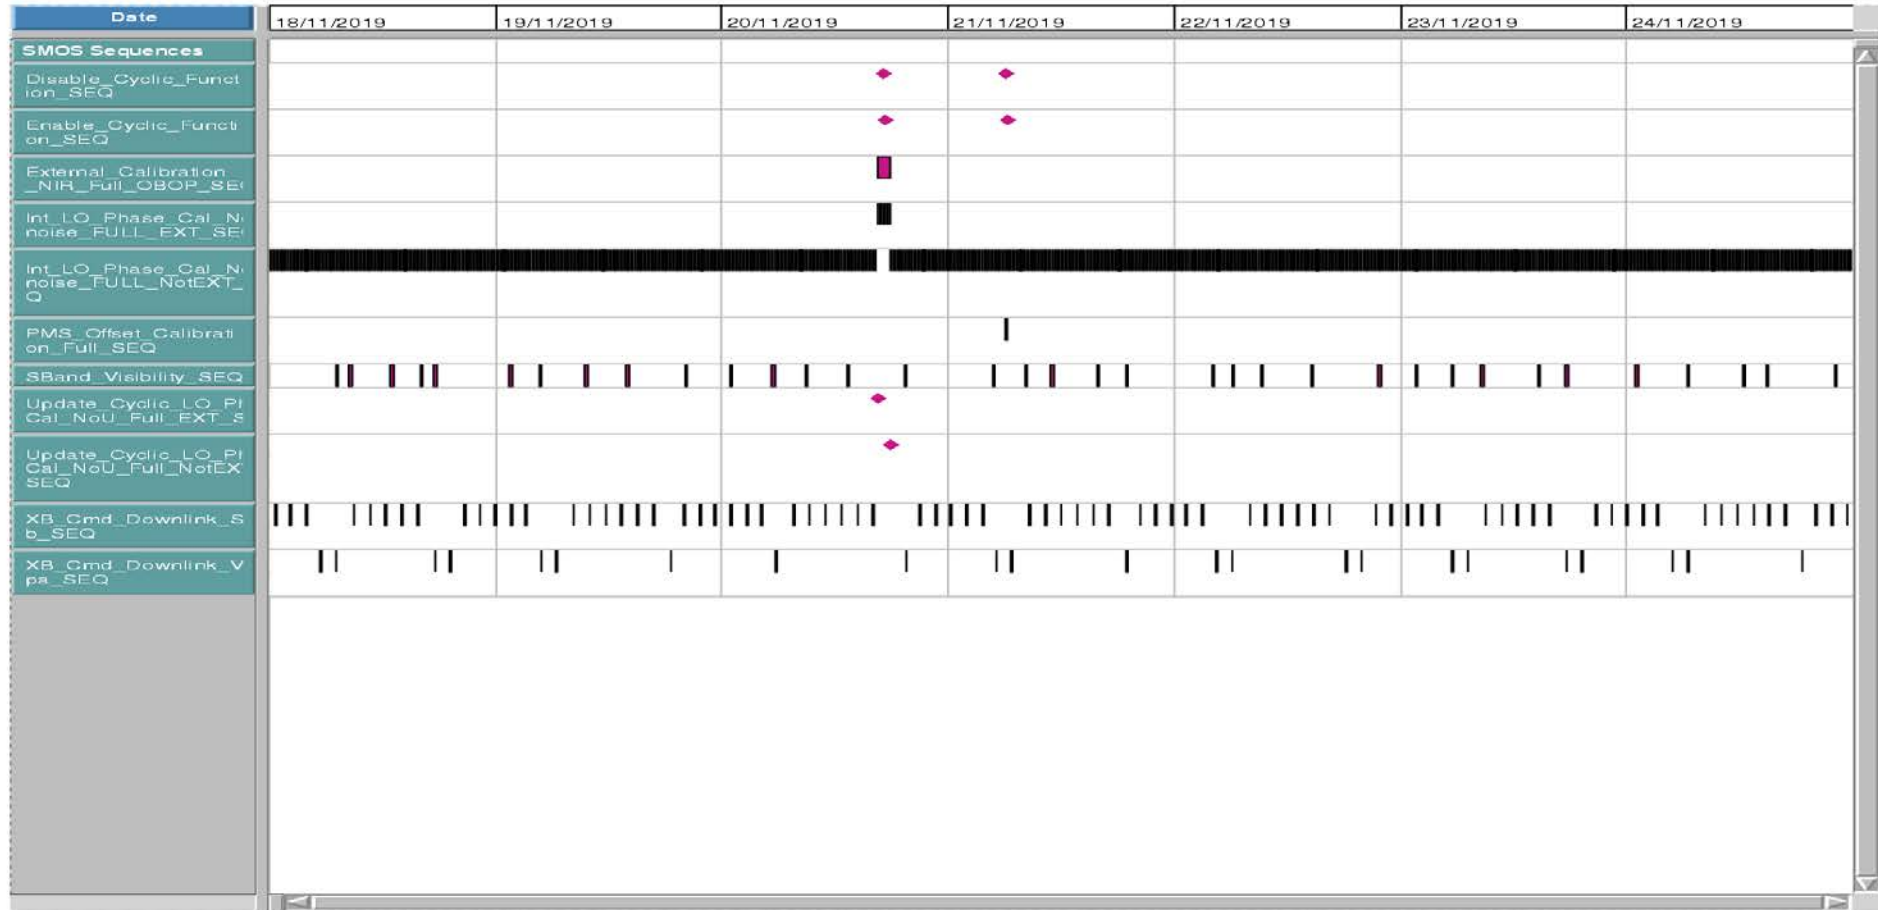 Date
18/11/2019 19/11/2019 20/11/2019 21/11/2019 22/11/2019 23/11/2019 24/11/2019
SMOS Sequences
Disable_Cyclic_Funct
ion_SEQ
Enable_Cyclic_Functi
on_SEQ
External_Calibration
_NIR_Full_OBOP_SE
Int_LO_Phase_Cal_N
noise_FULL_EXT_SE
Int_LO_Phase_Cal_N
noise_FULL_NotEXT_
Q
PMS_Offset_Calibrati
on_Full_SEQ
SBand_Visibility_SEQ
Update_Cyclic_LO_P
Cal_NoU_Full_EXT_S
Update_Cyclic_LO_P
Cal_NoU_Full_NotEX
SEQ
XB_Cmd_Downlink_S
b_SEQ
XB_Cmd_Downlink_V
pa_SEQ